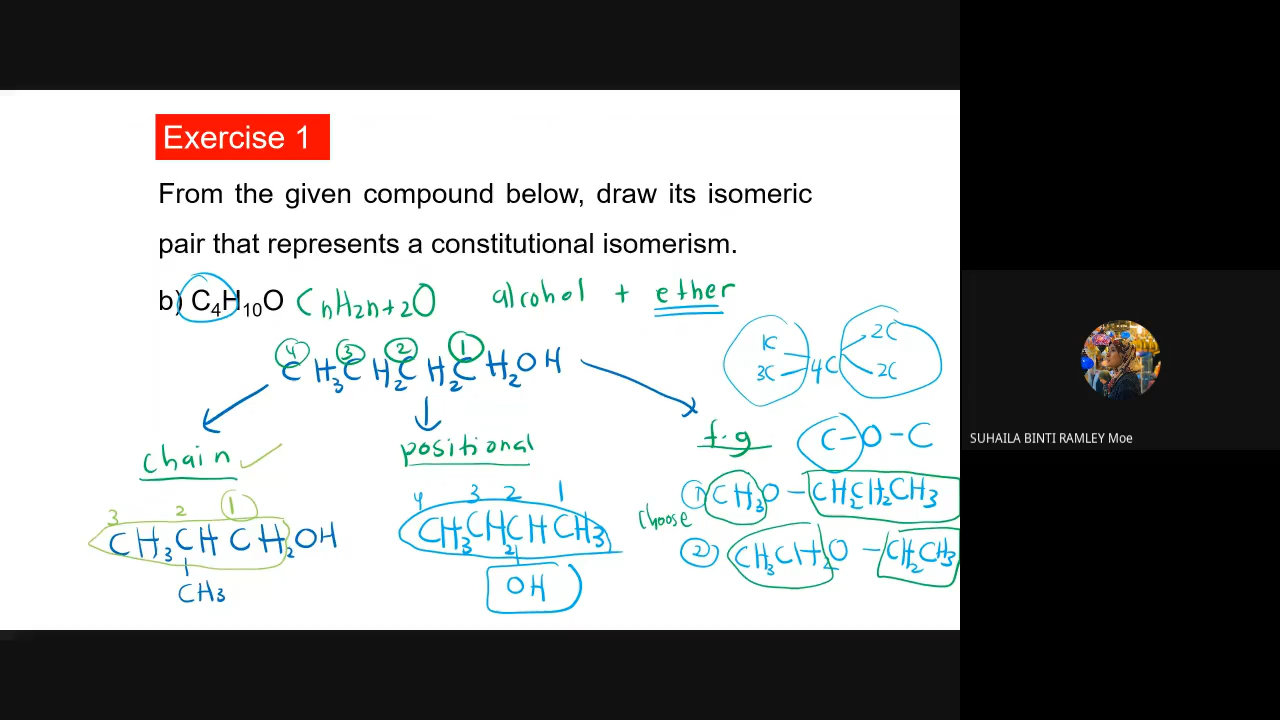 Exercise 1
From the given compound below, draw its isomeric
pair that represents a constitutional isomerism.
b) C4H10O CnH2n+2O alcohol + ether
4 3 2 1
CH3CH2CH2CH2OH
1C 2C
4C
3C 2C
chain positional f.g C-O-C
3 2 1
CH3CHCH2OH
CH3
4 3 2 1
CH3CH2CHCH3
OH
choose
1 CH3O - CH2CH2CH3
2 CH3CH2O - CH2CH3
SUHAILA BINTI RAMLEY Moe